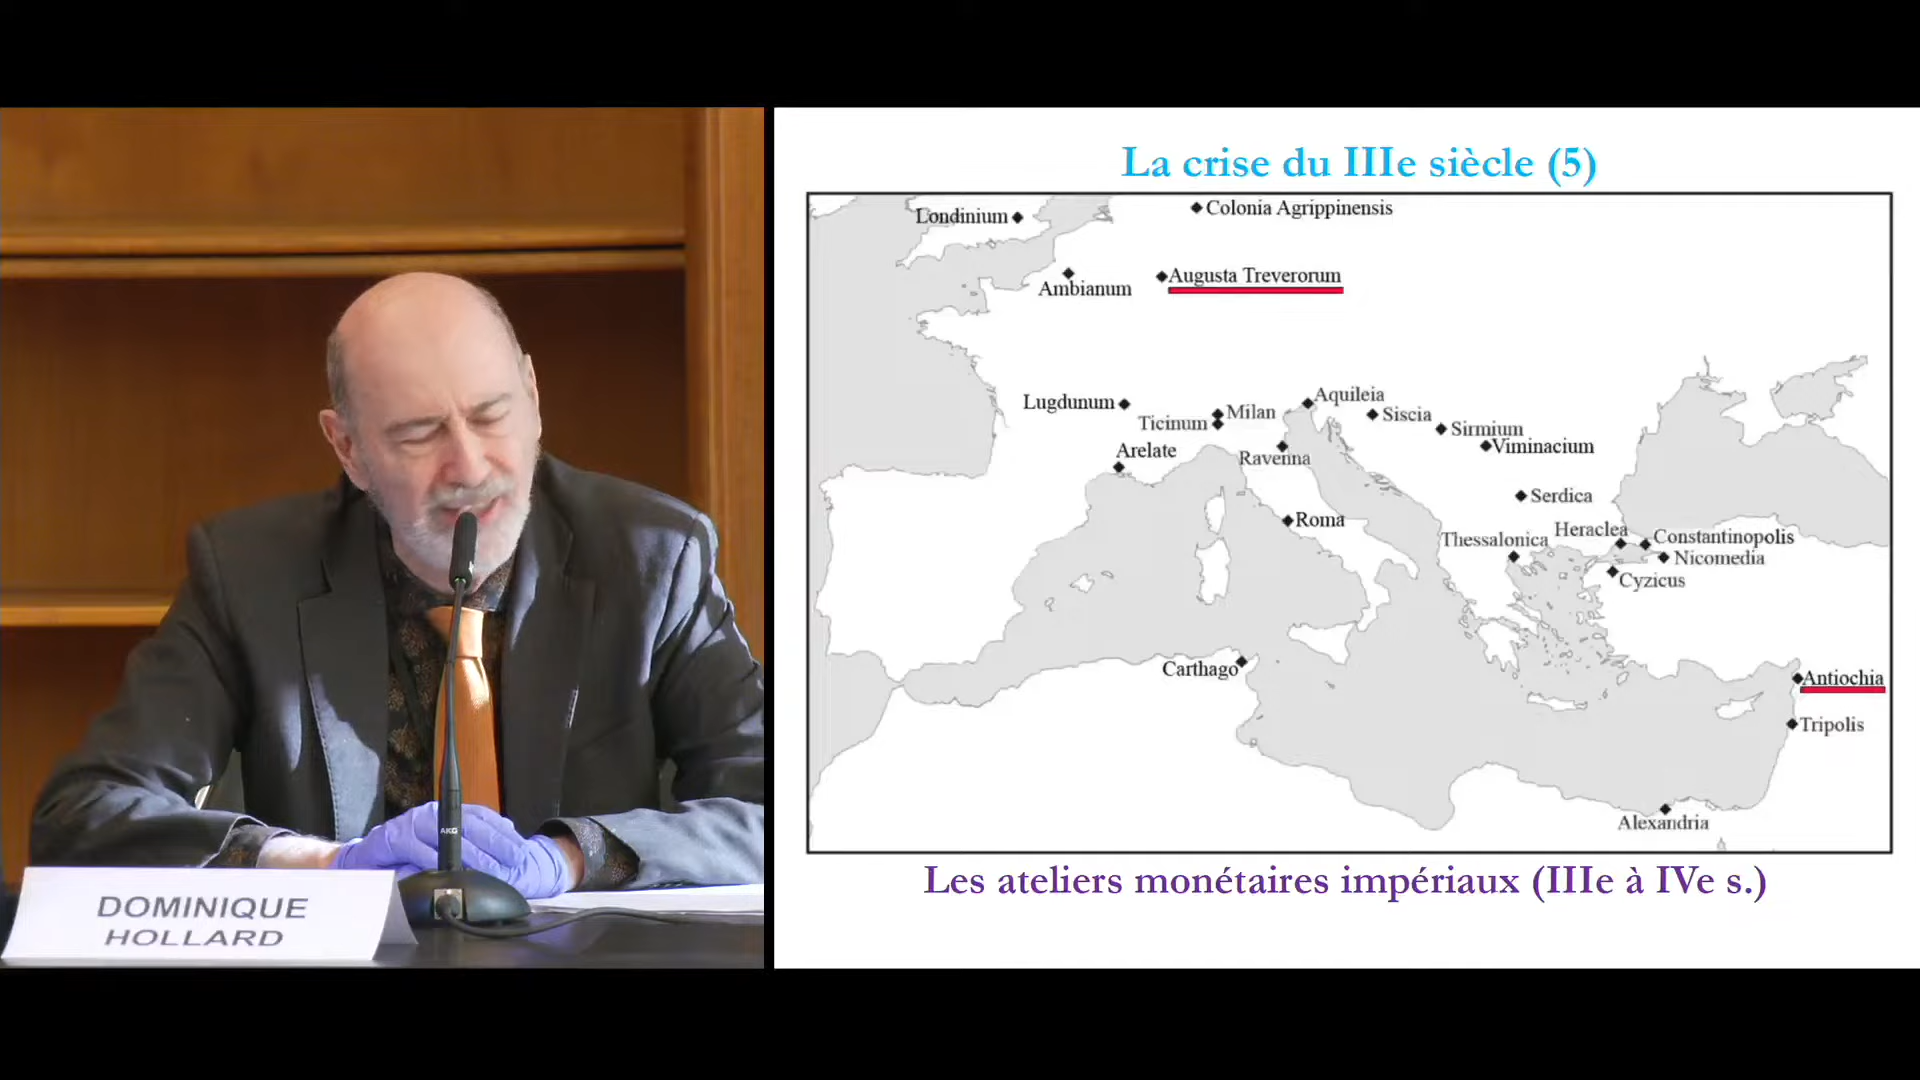 La crise du IIIe siècle (5)
Londinium
Colonia Agrippinensis
Ambianum
Augusta Treverorum
Lugdunum
Ticinum
Milan
Aquileia
Siscia
Sirmium
Viminacium
Arelate
Ravenna
Serdica
Roma
Thessalonica
Heraclea
Constantinopolis
Nicomedia
Cyzicus
Carthago
Antiochia
Tripolis
Alexandria
Les ateliers monétaires impériaux (IIIe à IVe s.)
AKG
DOMINIQUE
HOLLARD